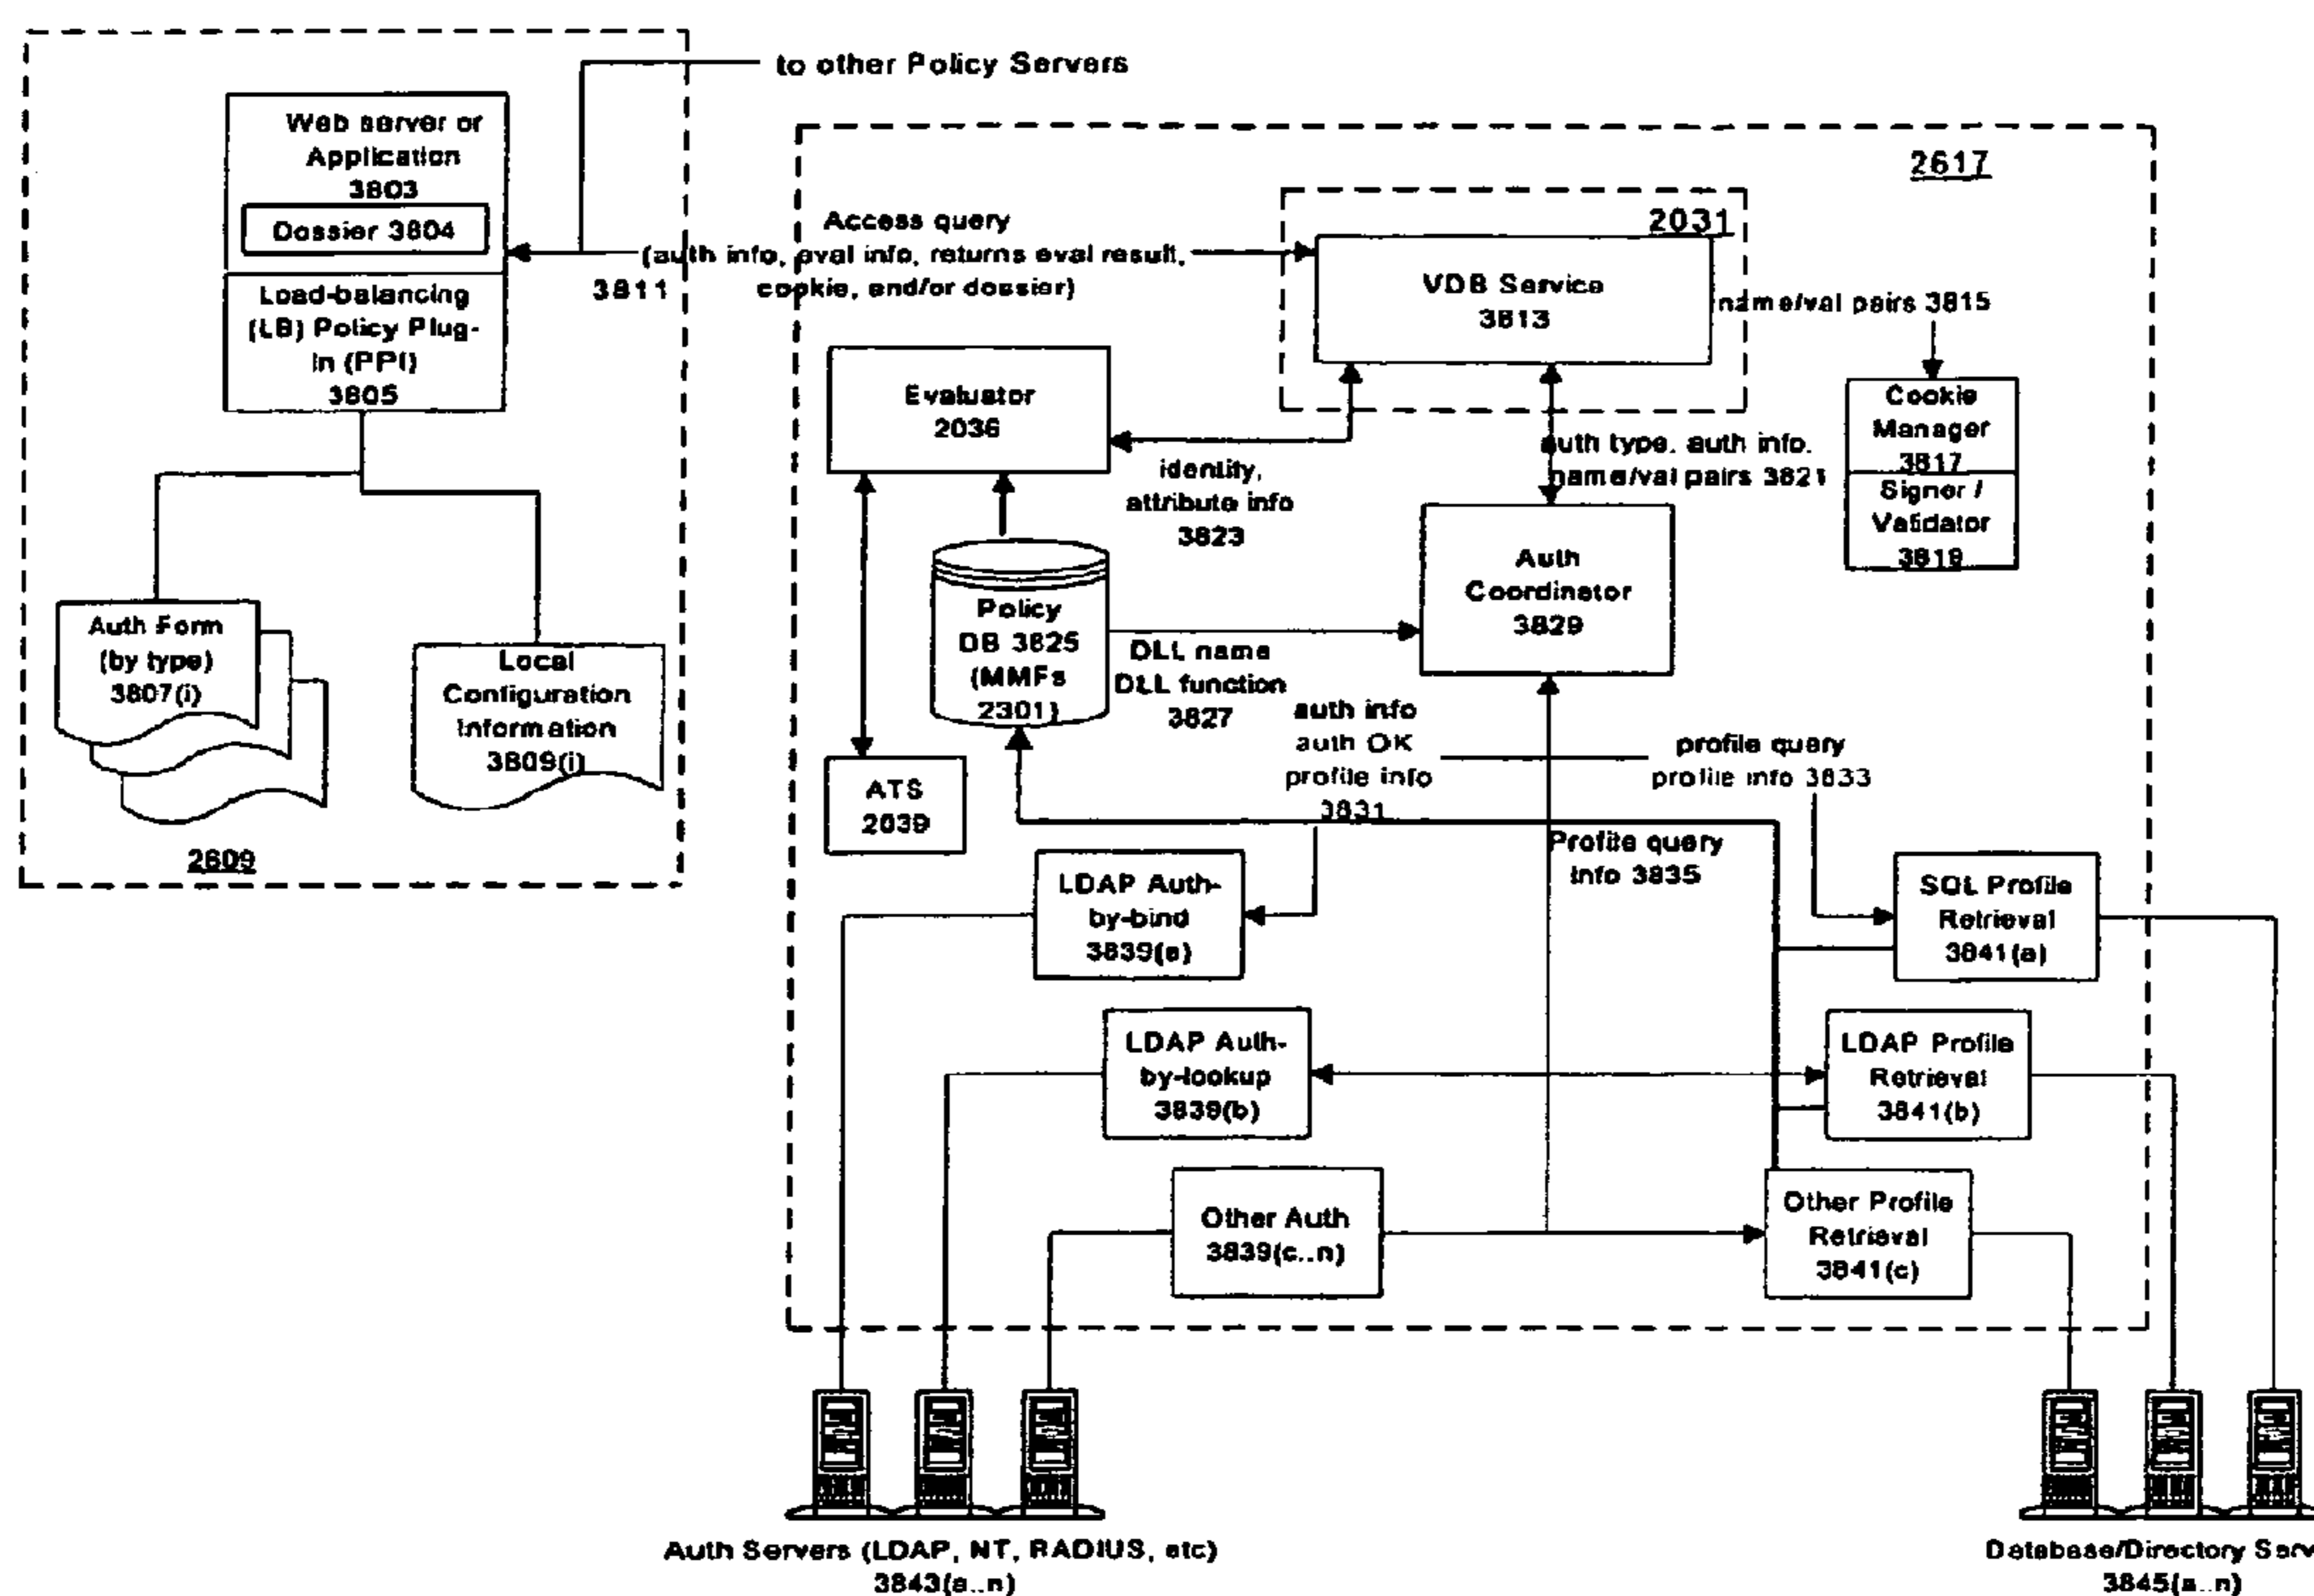 to other Policy Servers
Web server or
Application
3803
Dossier 3804
Load-balancing
(LB) Policy Plug-
in (PPI)
3805
Auth Form
(by type)
3807(i)
Local
Configuration
Information
3809(i)
2609
Access query
(auth info, eval info, returns eval result,
cookie, and/or dossier)
3811
2617
2031
VDB Service
3813
name/val pairs 3815
Cookie
Manager
3817
Signer /
Validator
3819
Evaluator
2036
identity,
attribute info
3823
auth type, auth info,
name/val pairs 3821
Policy
DB 3825
(MMFs
2301)
DLL name
DLL function
3827
Auth
Coordinator
3829
ATS
2039
auth info
auth OK
profile info
3831
profile query
profile info 3833
Profile query
info 3835
LDAP Auth-
by-bind
3839(a)
SQL Profile
Retrieval
3841(a)
LDAP Auth-
by-lookup
3839(b)
LDAP Profile
Retrieval
3841(b)
Other Auth
3839(c..n)
Other Profile
Retrieval
3841(c)
Auth Servers (LDAP, NT, RADIUS, etc)
3843(a..n)
Database/Directory Serv
3845(a..n)